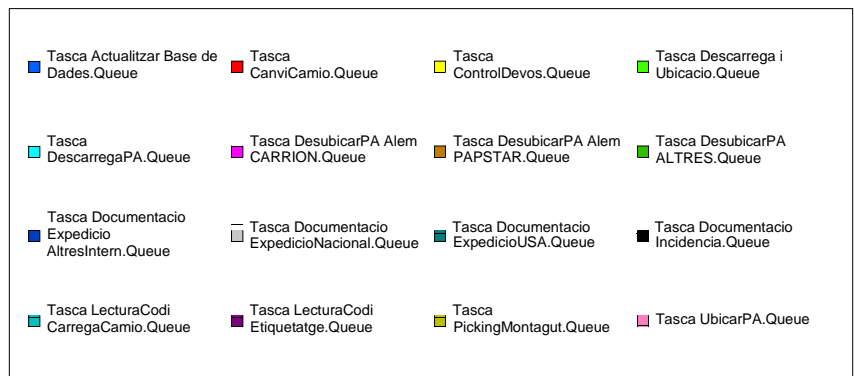 Tasca Actualitzar Base de
Dades.Queue
Tasca
CanviCamio.Queue
Tasca
ControlDevos.Queue
Tasca Descarrega i
Ubicacio.Queue
Tasca
DescarregaPA.Queue
Tasca DesubicarPA Alem
CARRION.Queue
Tasca DesubicarPA Alem
PAPSTAR.Queue
Tasca DesubicarPA
ALTRES.Queue
Tasca Documentacio
Expedicio
AltresIntern.Queue
Tasca Documentacio
ExpedicioNacional.Queue
Tasca Documentacio
ExpedicioUSA.Queue
Tasca Documentacio
Incidencia.Queue
Tasca LecturaCodi
CarregaCamio.Queue
Tasca LecturaCodi
Etiquetatge.Queue
Tasca
PickingMontagut.Queue
Tasca UbicarPA.Queue